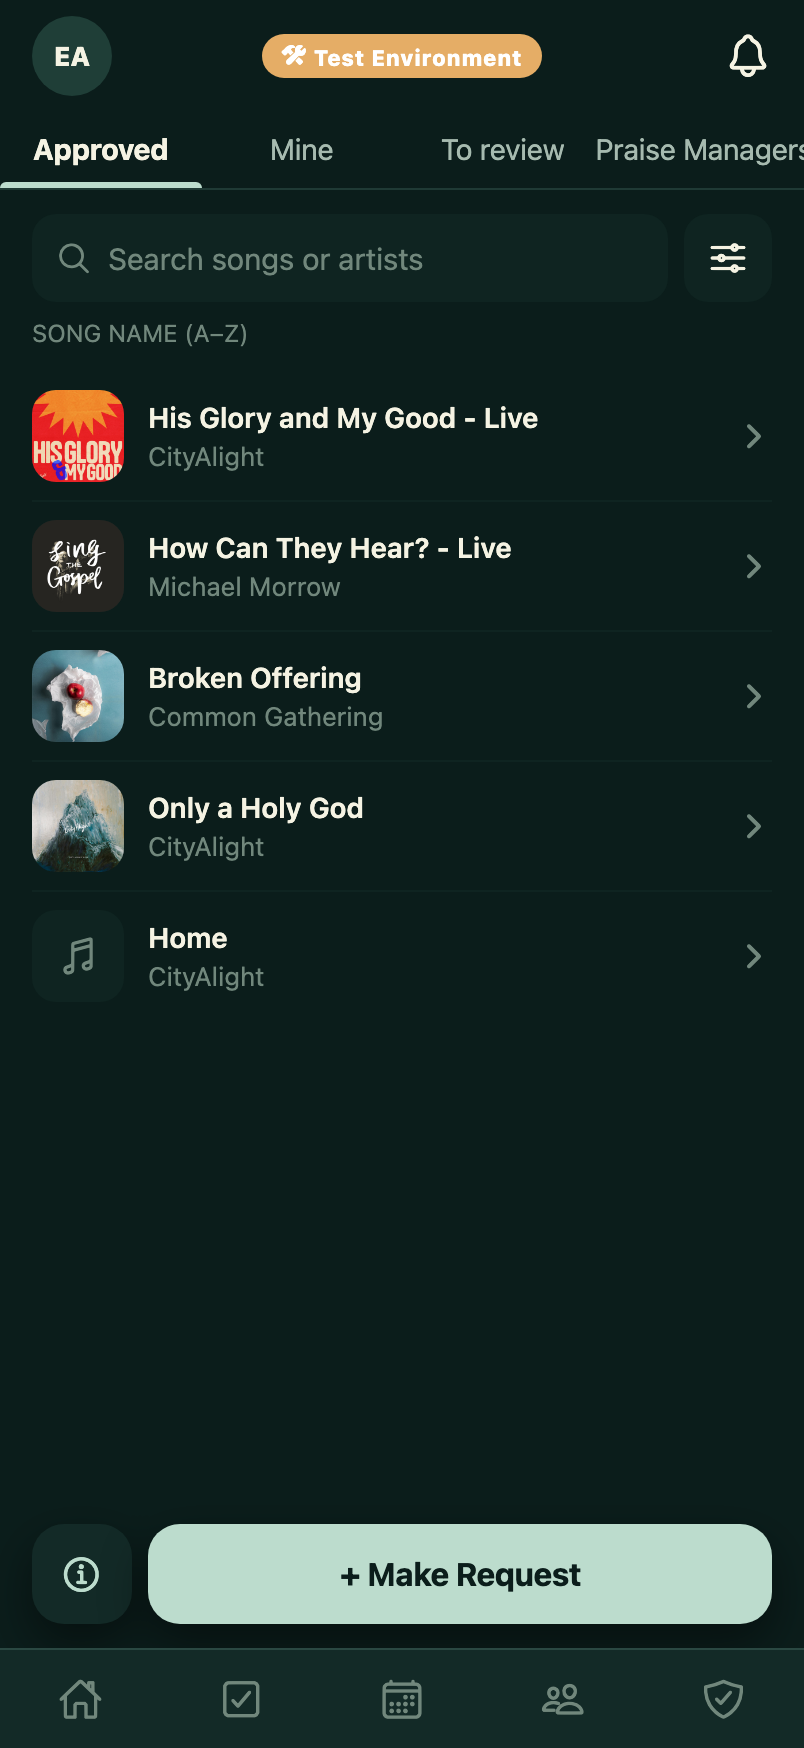 EA
🛠 Test Environment
Approved
Mine
To review
Praise Managers
Search songs or artists
SONG NAME (A–Z)
HIS GLORY
& MY GOOD
His Glory and My Good - Live
CityAlight
Sing
THE
Gospel
How Can They Hear? - Live
Michael Morrow
Broken Offering
Common Gathering
Only a Holy God
CityAlight
Home
CityAlight
+ Make Request